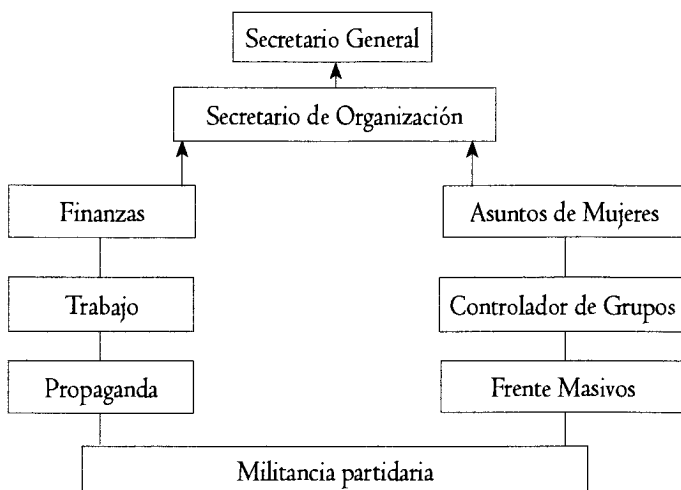 Secretario General
Secretario de Organización
Finanzas
Asuntos de Mujeres
Trabajo
Controlador de Grupos
Propaganda
Frente Masivos
Militancia partidaria